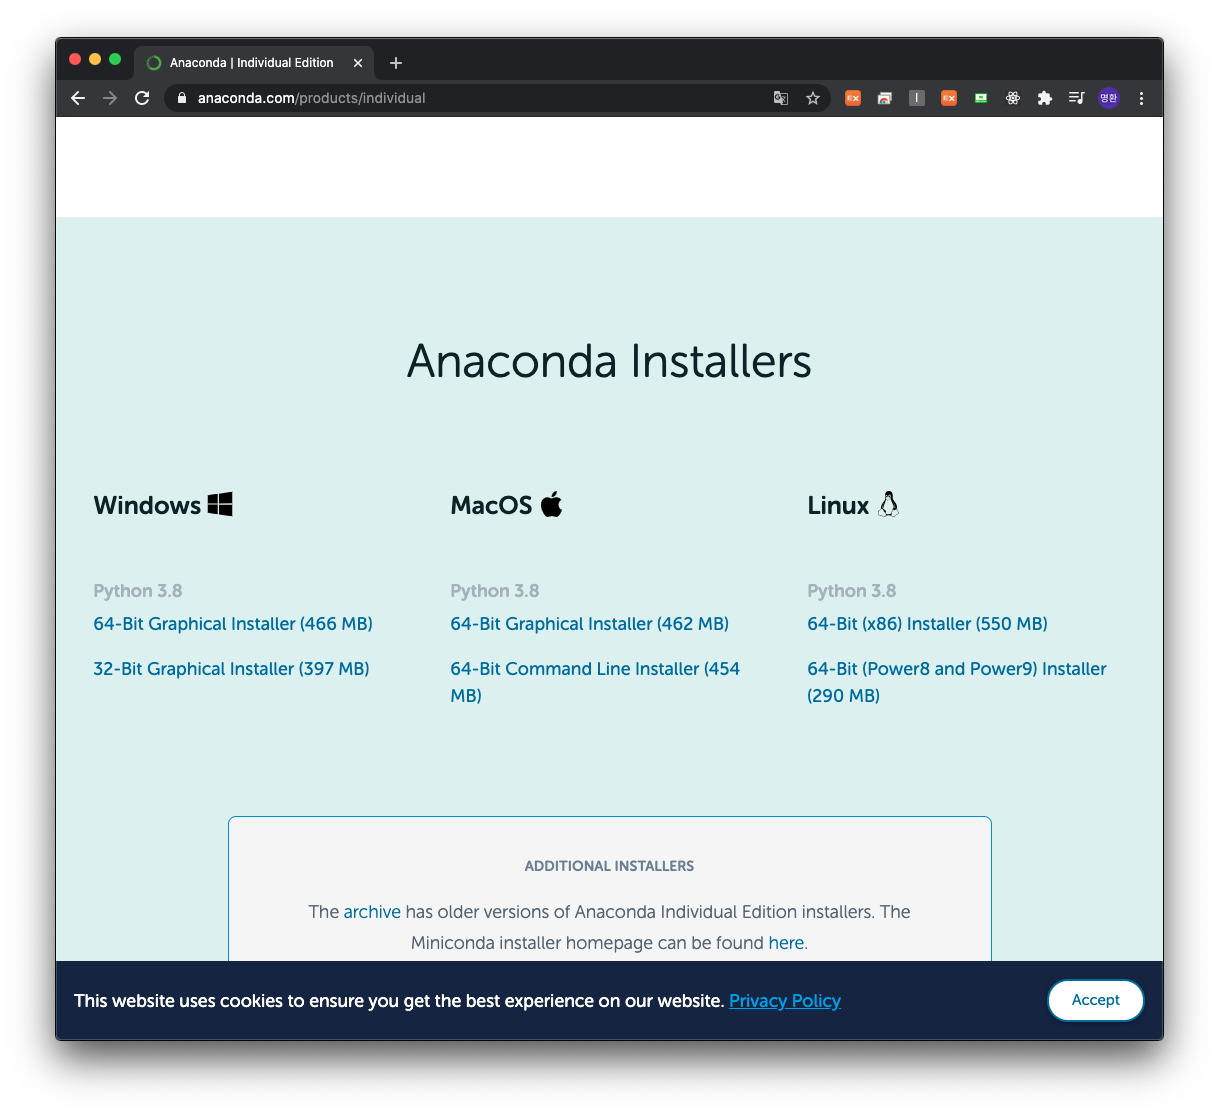 Anaconda | Individual Edition
anaconda.com/products/individual
명환
Anaconda Installers
Windows
MacOS
Linux
Python 3.8
64-Bit Graphical Installer (466 MB)
32-Bit Graphical Installer (397 MB)
Python 3.8
64-Bit Graphical Installer (462 MB)
64-Bit Command Line Installer (454
MB)
Python 3.8
64-Bit (x86) Installer (550 MB)
64-Bit (Power8 and Power9) Installer
(290 MB)
ADDITIONAL INSTALLERS
The archive has older versions of Anaconda Individual Edition installers. The
Miniconda installer homepage can be found here.
This website uses cookies to ensure you get the best experience on our website. Privacy Policy
Accept